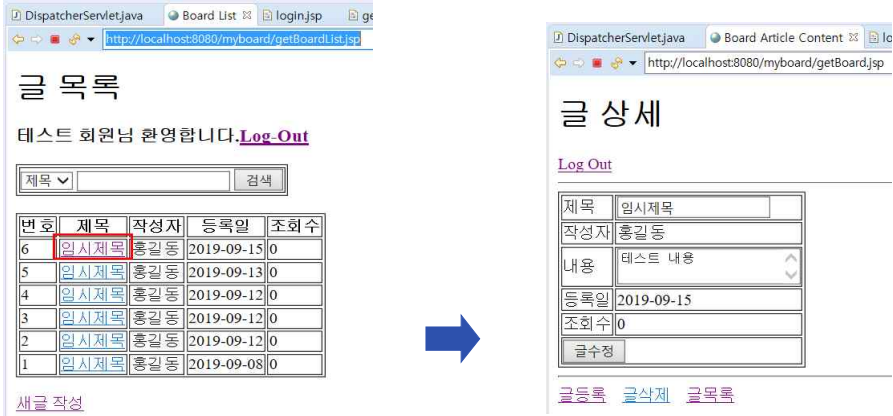 DispatcherServlet.java Board List login.jsp
http://localhost:8080/myboard/getBoardList.jsp
글 목록
테스트 회원님 환영합니다.Log-Out
제목 검색
번호 제목 작성자 등록일 조회수
6 임시제목 홍길동 2019-09-15 0
5 임시제목 홍길동 2019-09-13 0
4 임시제목 홍길동 2019-09-12 0
3 임시제목 홍길동 2019-09-12 0
2 임시제목 홍길동 2019-09-12 0
1 임시제목 홍길동 2019-09-08 0
새글 작성
DispatcherServlet.java Board Article Content
http://localhost:8080/myboard/getBoard.jsp
글 상세
Log Out
제목 임시제목
작성자 홍길동
내용 테스트 내용
등록일 2019-09-15
조회수 0
글수정
글등록 글삭제 글목록